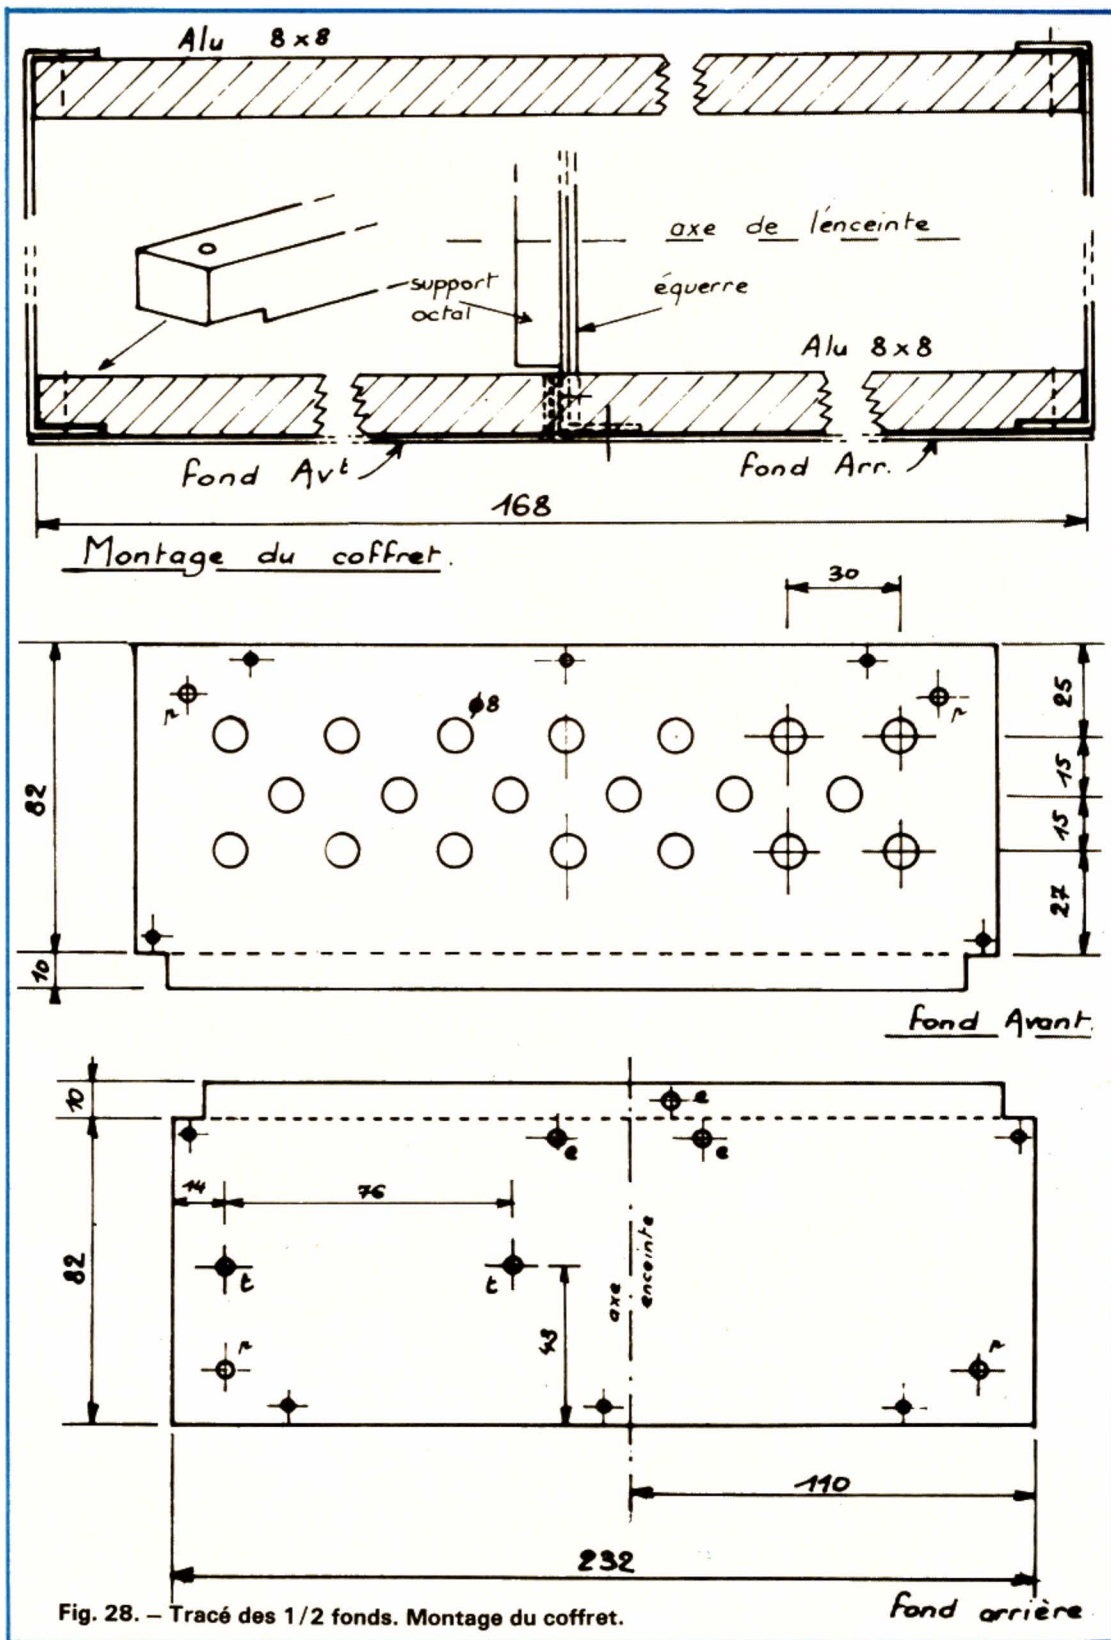 Alu 8 x 8
axe de l'enceinte
support
octal
équerre
Alu 8 x 8
fond Avt
fond Arr.
168
Montage du coffret.
30
25
r
r
ø8
15
82
15
27
10
fond Avant.
10
e
e
e
14
76
axe
enceinte
82
t
t
43
r
r
110
232
Fig. 28. – Tracé des 1/2 fonds. Montage du coffret.
fond arrière